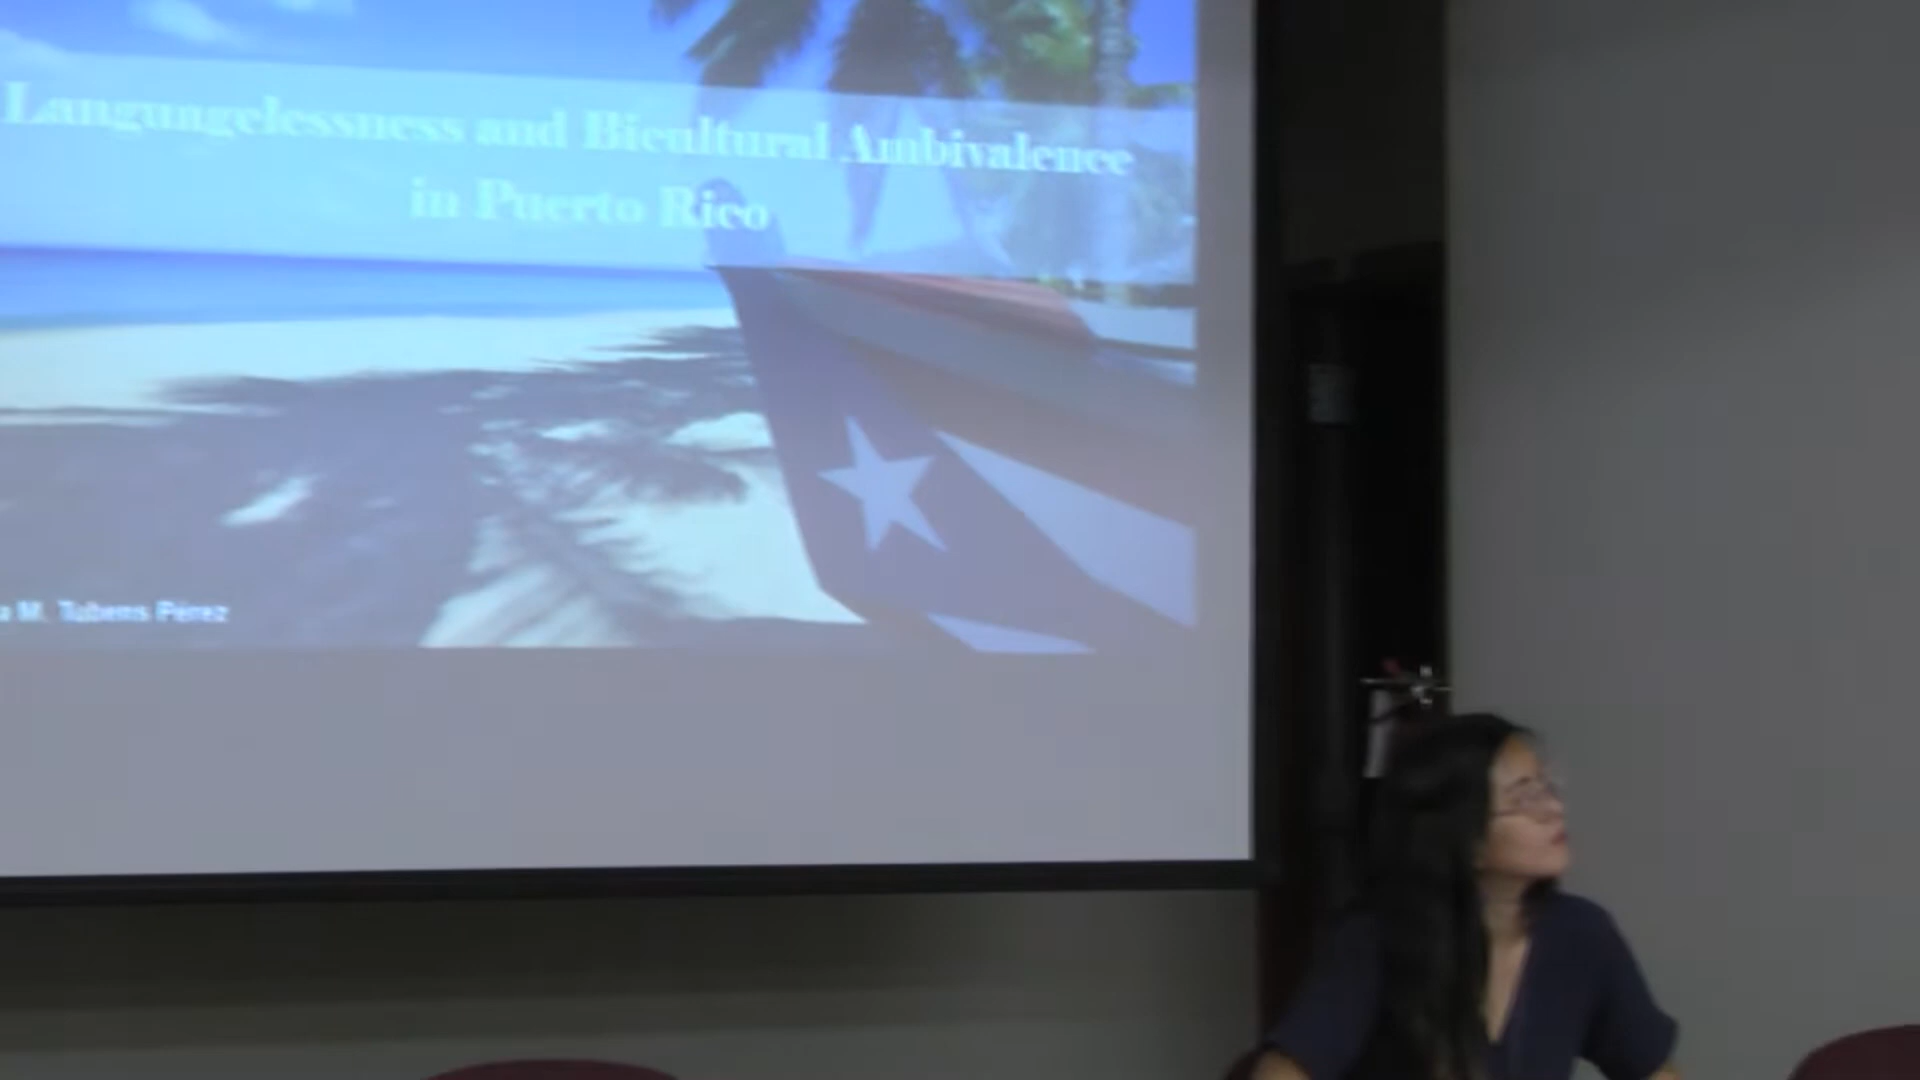 Languagelessness and Bicultural Ambivalence
in Puerto Rico
M. Tubens Pérez